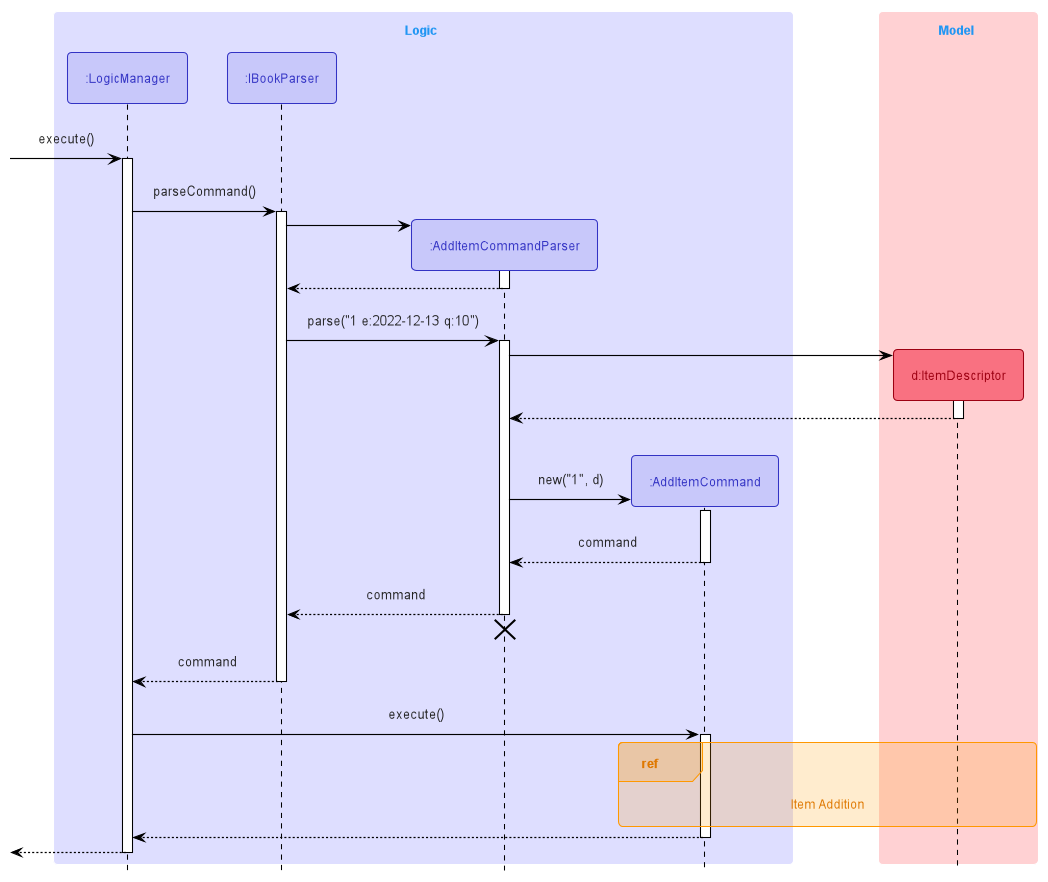 Logic
Model
:LogicManager
:IBookParser
execute()
parseCommand()
:AddItemCommandParser
parse("1 e:2022-12-13 q:10")
d:ItemDescriptor
new("1", d)
:AddItemCommand
command
command
command
execute()
ref
Item Addition